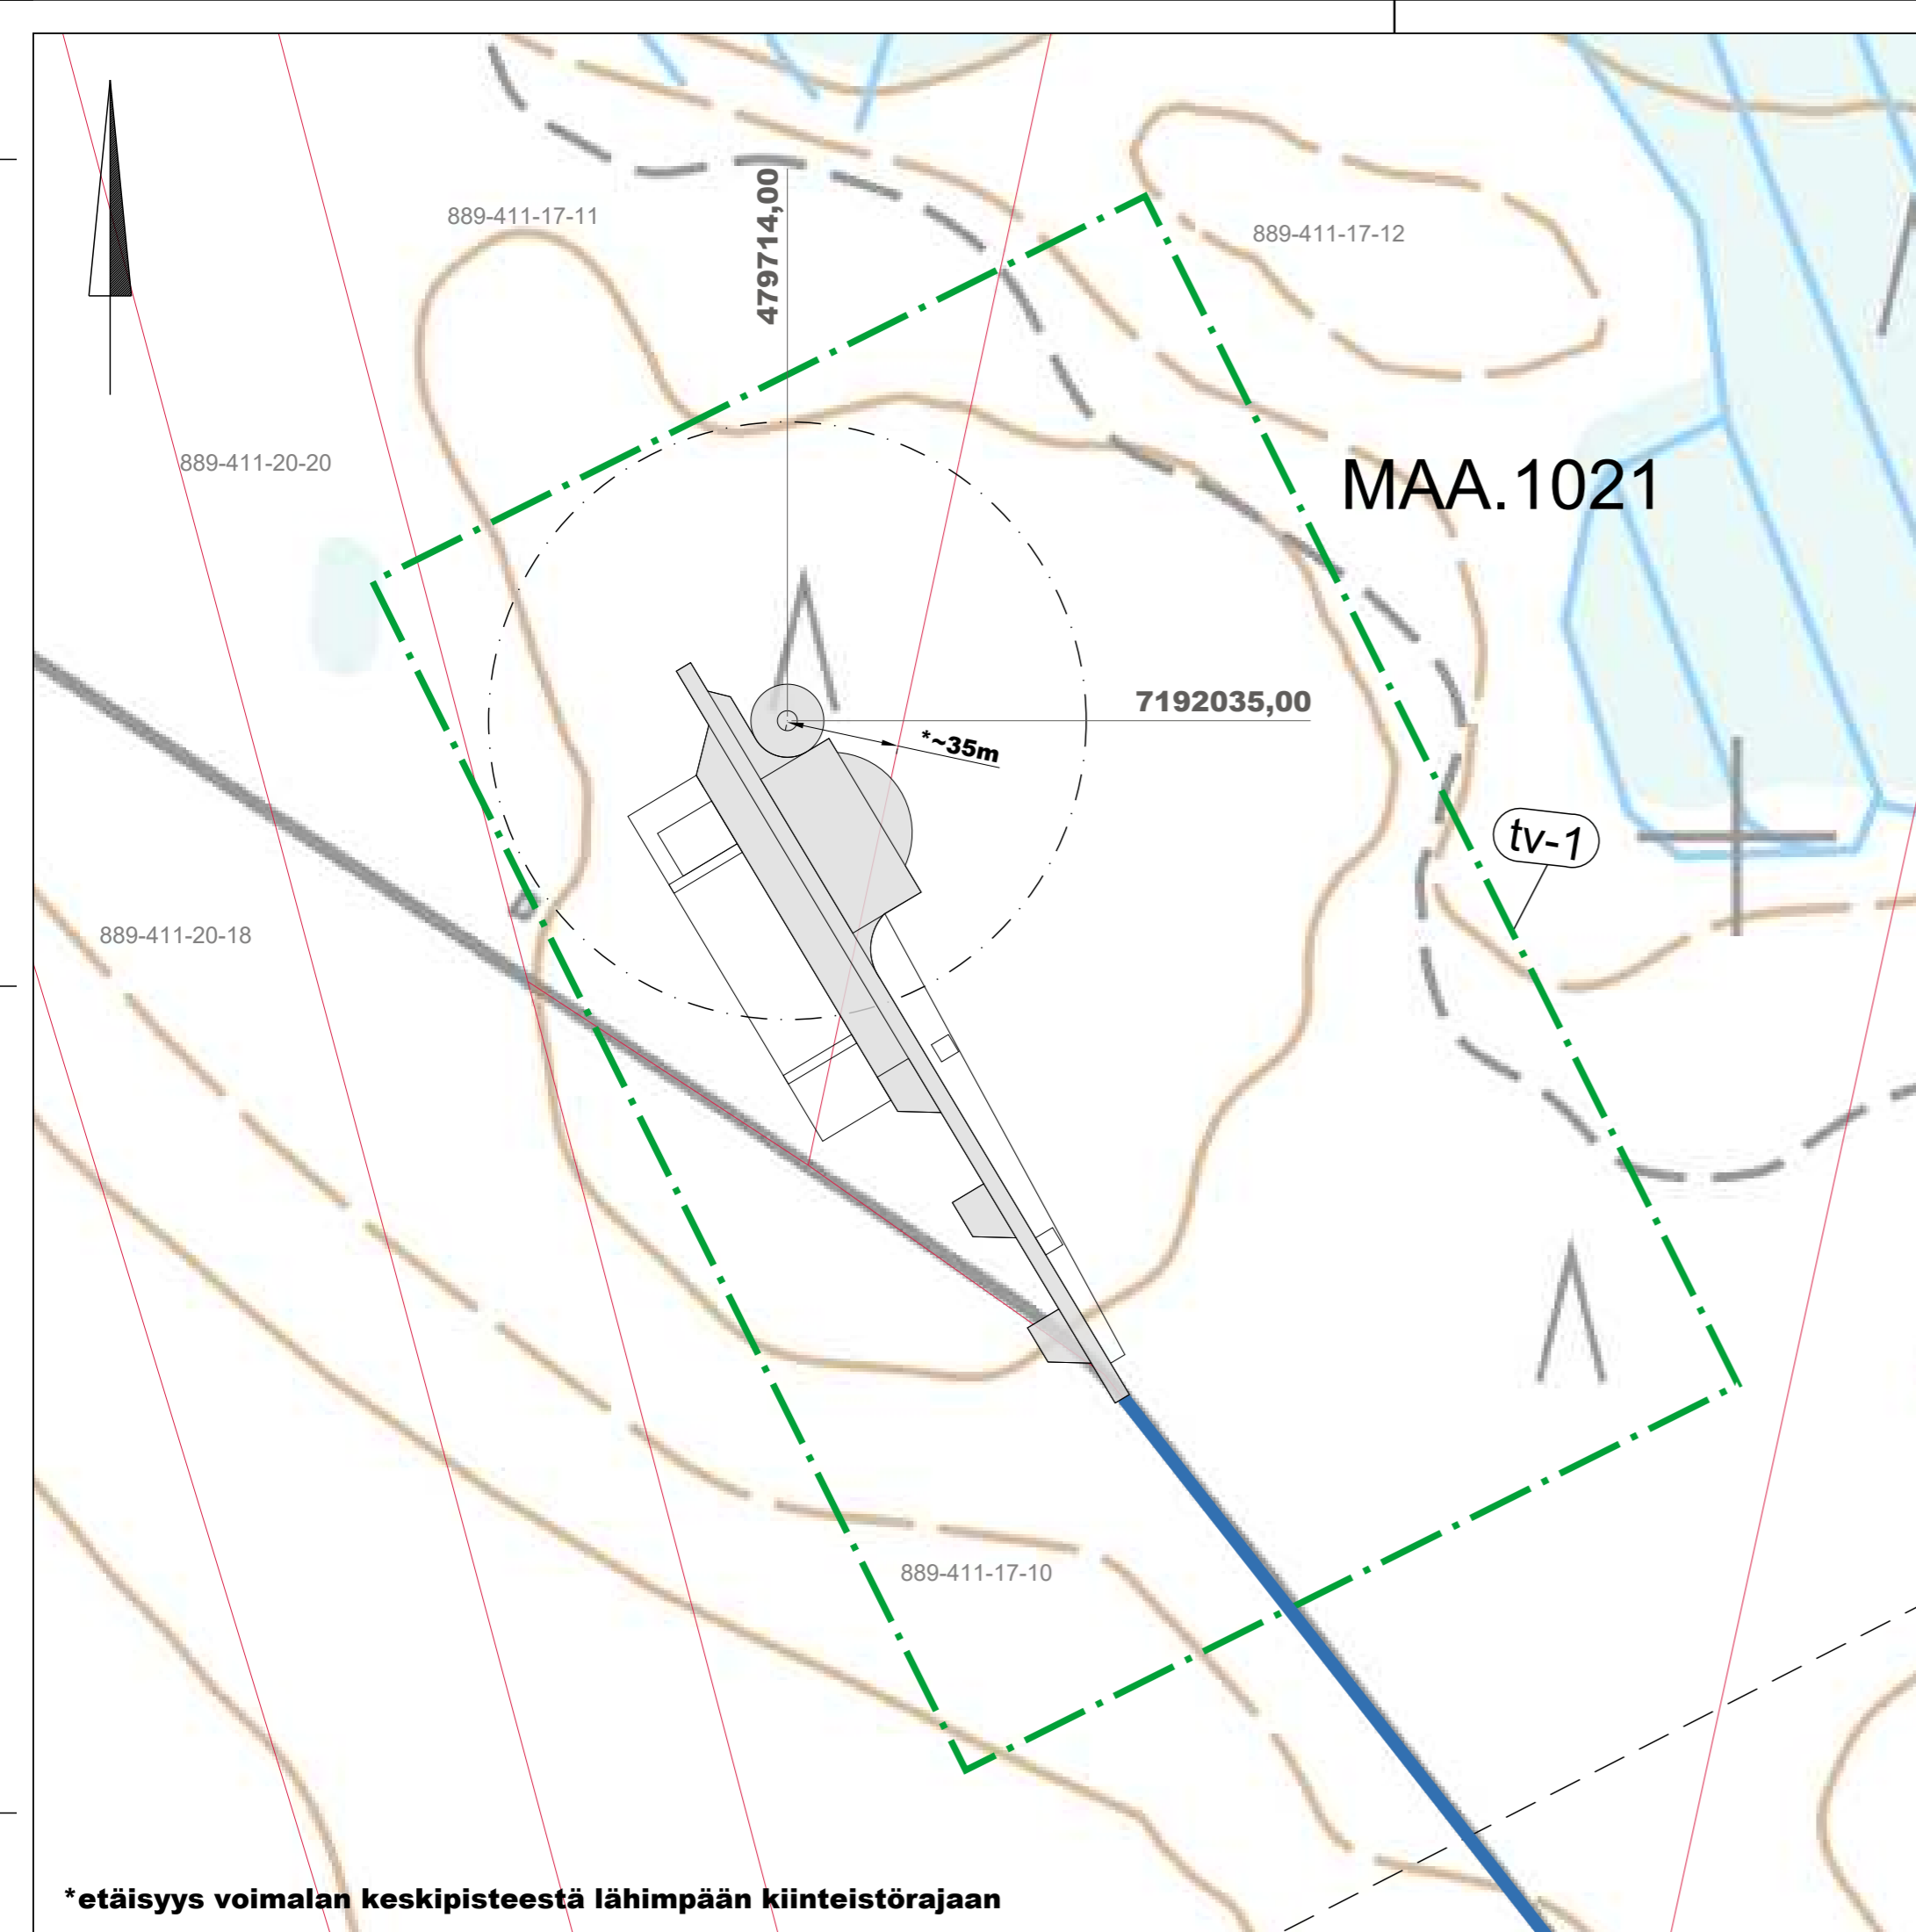 889-411-17-11
479714,00
889-411-17-12
889-411-20-20
MAA.1021
7192035,00
*~35m
tv-1
889-411-20-18
889-411-17-10
*etäisyys voimalan keskipisteestä lähimpään kiinteistörajaan